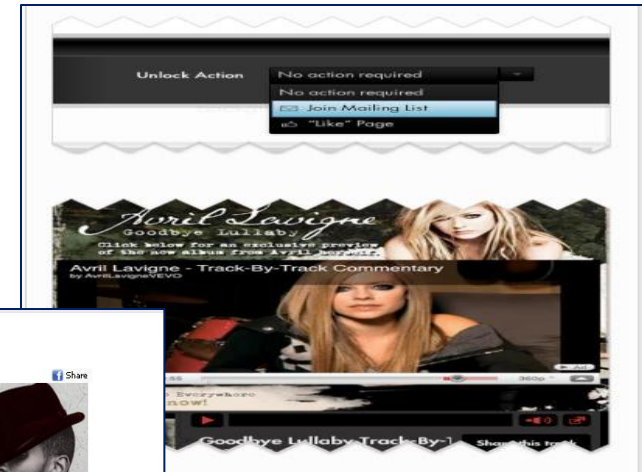 Unlock Action
No action required
No action required
Join Mailing List
"Like" Page
Avril Lavigne
Goodbye Lullaby
Click below for an exclusive preview
of the new album from Avril herself.
Avril Lavigne - Track-By-Track Commentary
by AvrilLavigneVEVO
Ad
360p
Everywhere
now!
Goodbye Lullaby Track-By-
Share this track
Share